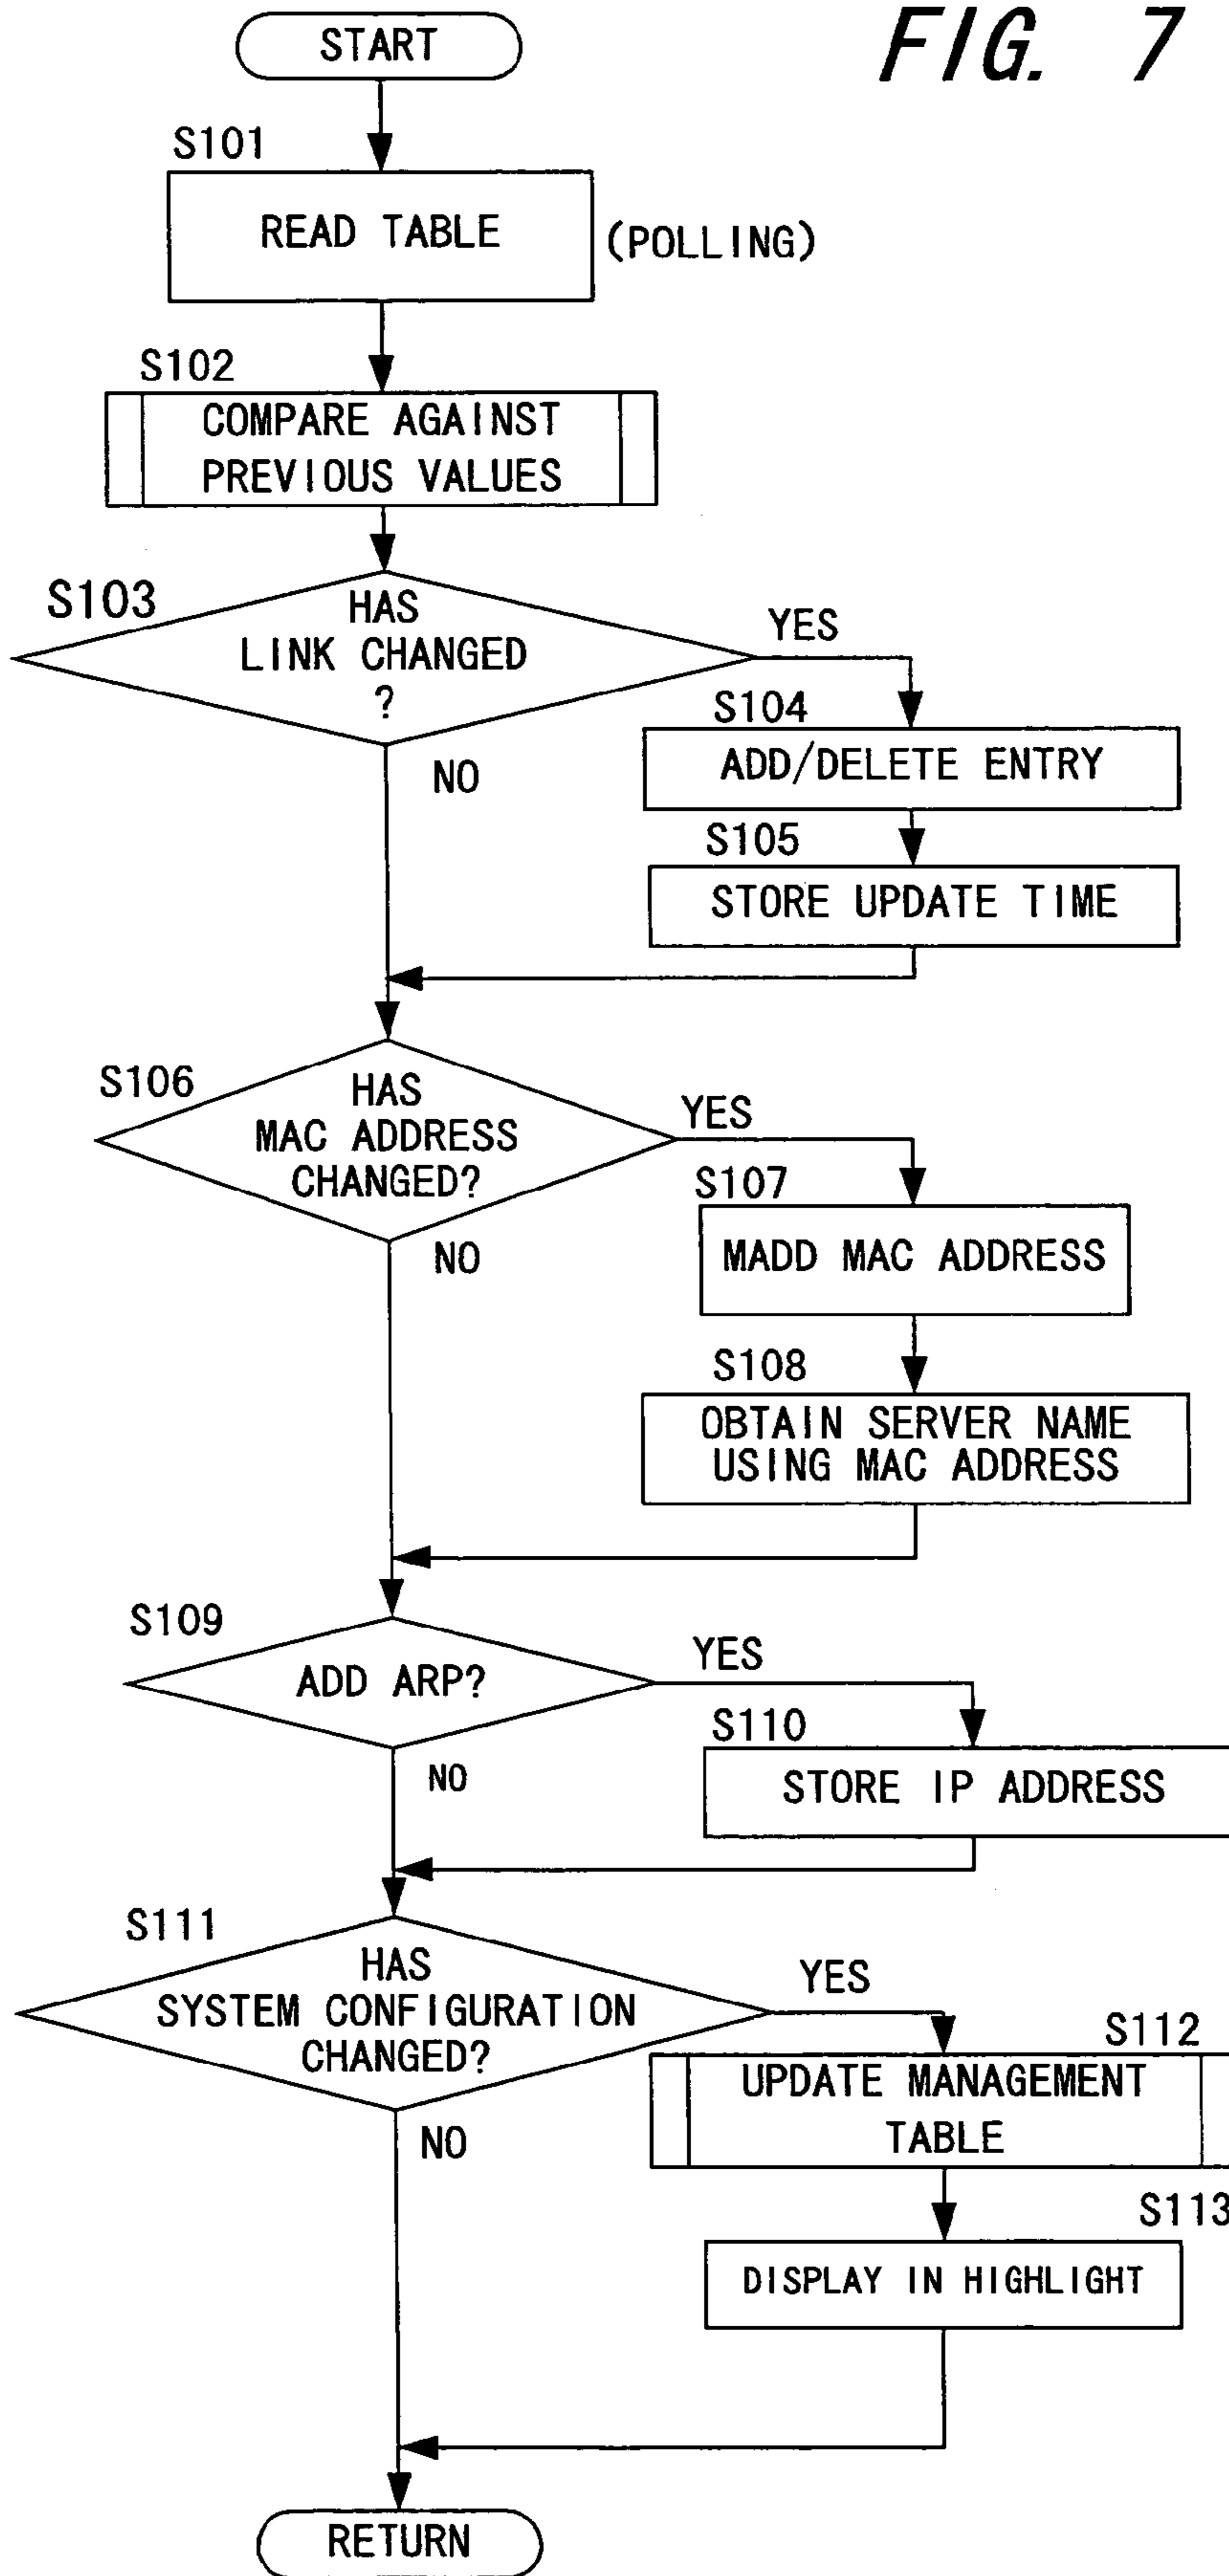 FIG. 7
START
S101
READ TABLE
(POLLING)
S102
COMPARE AGAINST
PREVIOUS VALUES
S103
HAS
LINK CHANGED
?
YES
NO
S104
ADD/DELETE ENTRY
S105
STORE UPDATE TIME
S106
HAS
MAC ADDRESS
CHANGED?
YES
NO
S107
MADD MAC ADDRESS
S108
OBTAIN SERVER NAME
USING MAC ADDRESS
S109
ADD ARP?
YES
NO
S110
STORE IP ADDRESS
S111
HAS
SYSTEM CONFIGURATION
CHANGED?
YES
NO
S112
UPDATE MANAGEMENT
TABLE
S113
DISPLAY IN HIGHLIGHT
RETURN